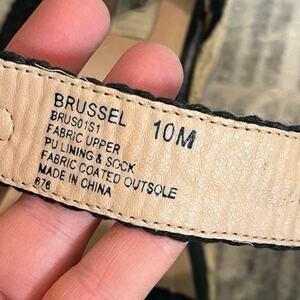 BRUSSEL 10M
BRUS01S1
FABRIC UPPER
PU LINING & SOCK
FABRIC COATED OUTSOLE
MADE IN CHINA
676